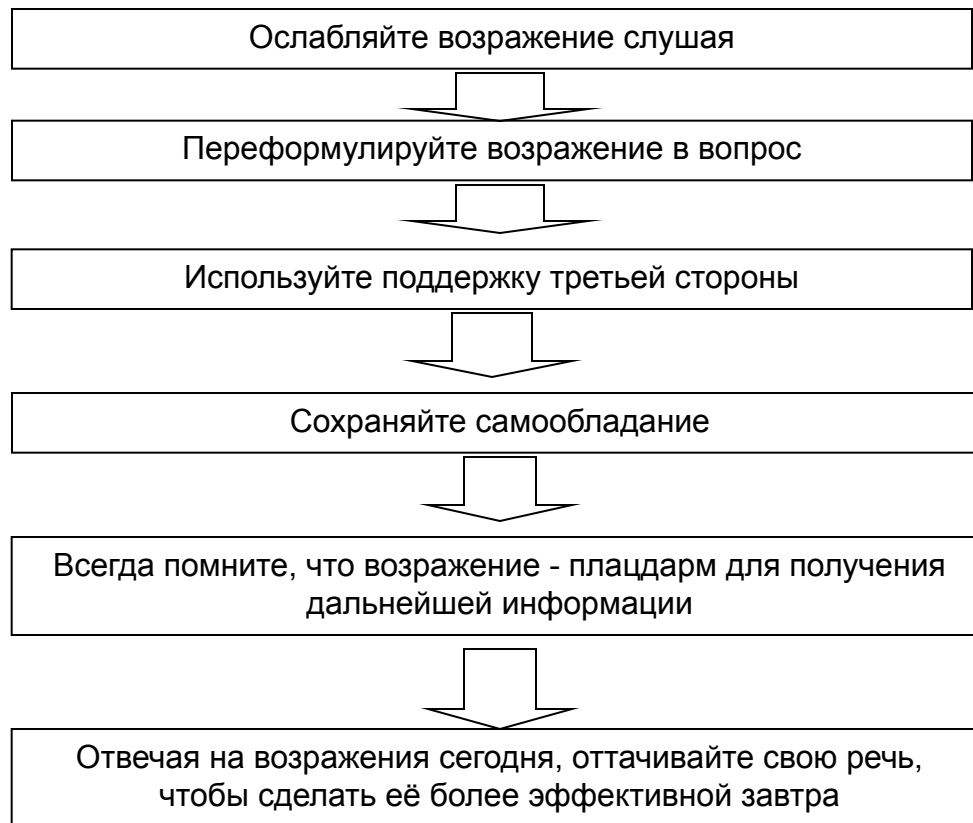 Ослабляйте возражение слушая
Переформулируйте возражение в вопрос
Используйте поддержку третьей стороны
Сохраняйте самообладание
Всегда помните, что возражение - плацдарм для получения
дальнейшей информации
Отвечая на возражения сегодня, оттачивайте свою речь,
чтобы сделать её более эффективной завтра